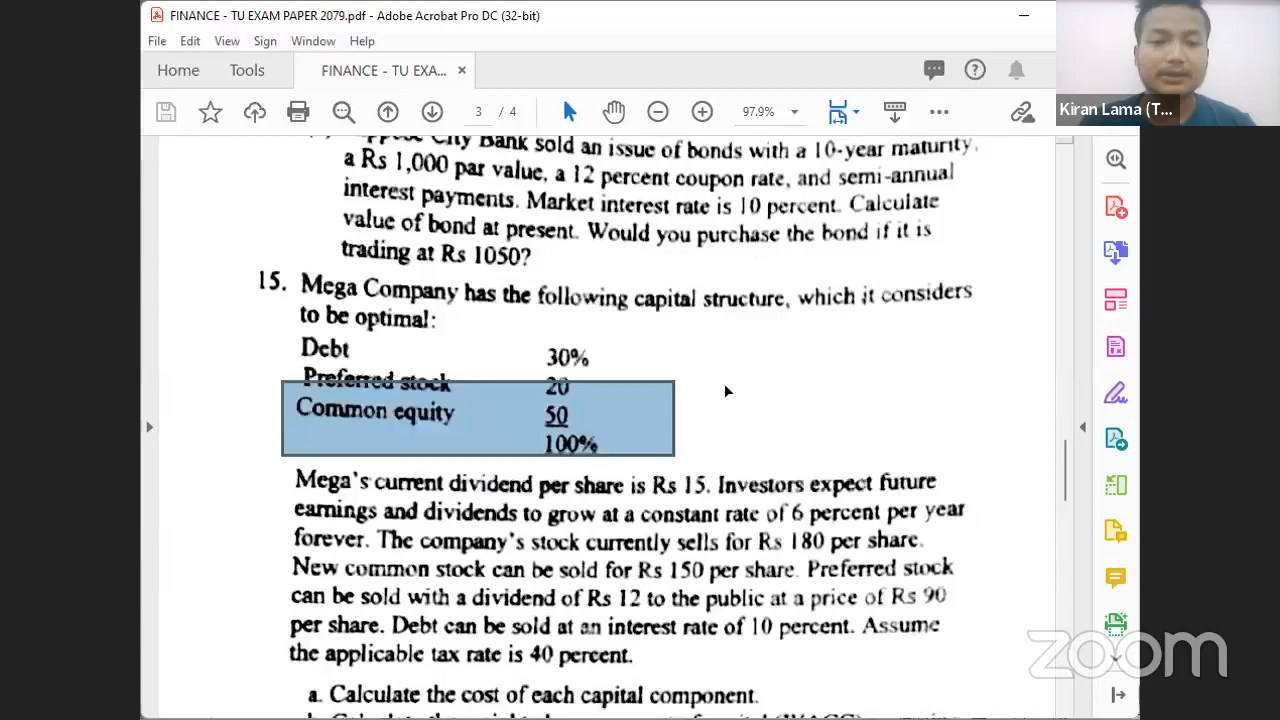 FINANCE - TU EXAM PAPER 2079.pdf - Adobe Acrobat Pro DC (32-bit)
File Edit View Sign Window Help
Home Tools FINANCE - TU EXA... ×
3 / 4 97.9%
Kiran Lama (T...
City Bank sold an issue of bonds with a 10-year maturity,
a Rs 1,000 par value, a 12 percent coupon rate, and semi-annual
interest payments. Market interest rate is 10 percent. Calculate
value of bond at present. Would you purchase the bond if it is
trading at Rs 1050?
15. Mega Company has the following capital structure, which it considers
to be optimal:
Debt 30%
Preferred stock 20
Common equity 50
100%
Mega's current dividend per share is Rs 15. Investors expect future
earnings and dividends to grow at a constant rate of 6 percent per year
forever. The company's stock currently sells for Rs 180 per share.
New common stock can be sold for Rs 150 per share. Preferred stock
can be sold with a dividend of Rs 12 to the public at a price of Rs 90
per share. Debt can be sold at an interest rate of 10 percent. Assume
the applicable tax rate is 40 percent.
zoom
a. Calculate the cost of each capital component.